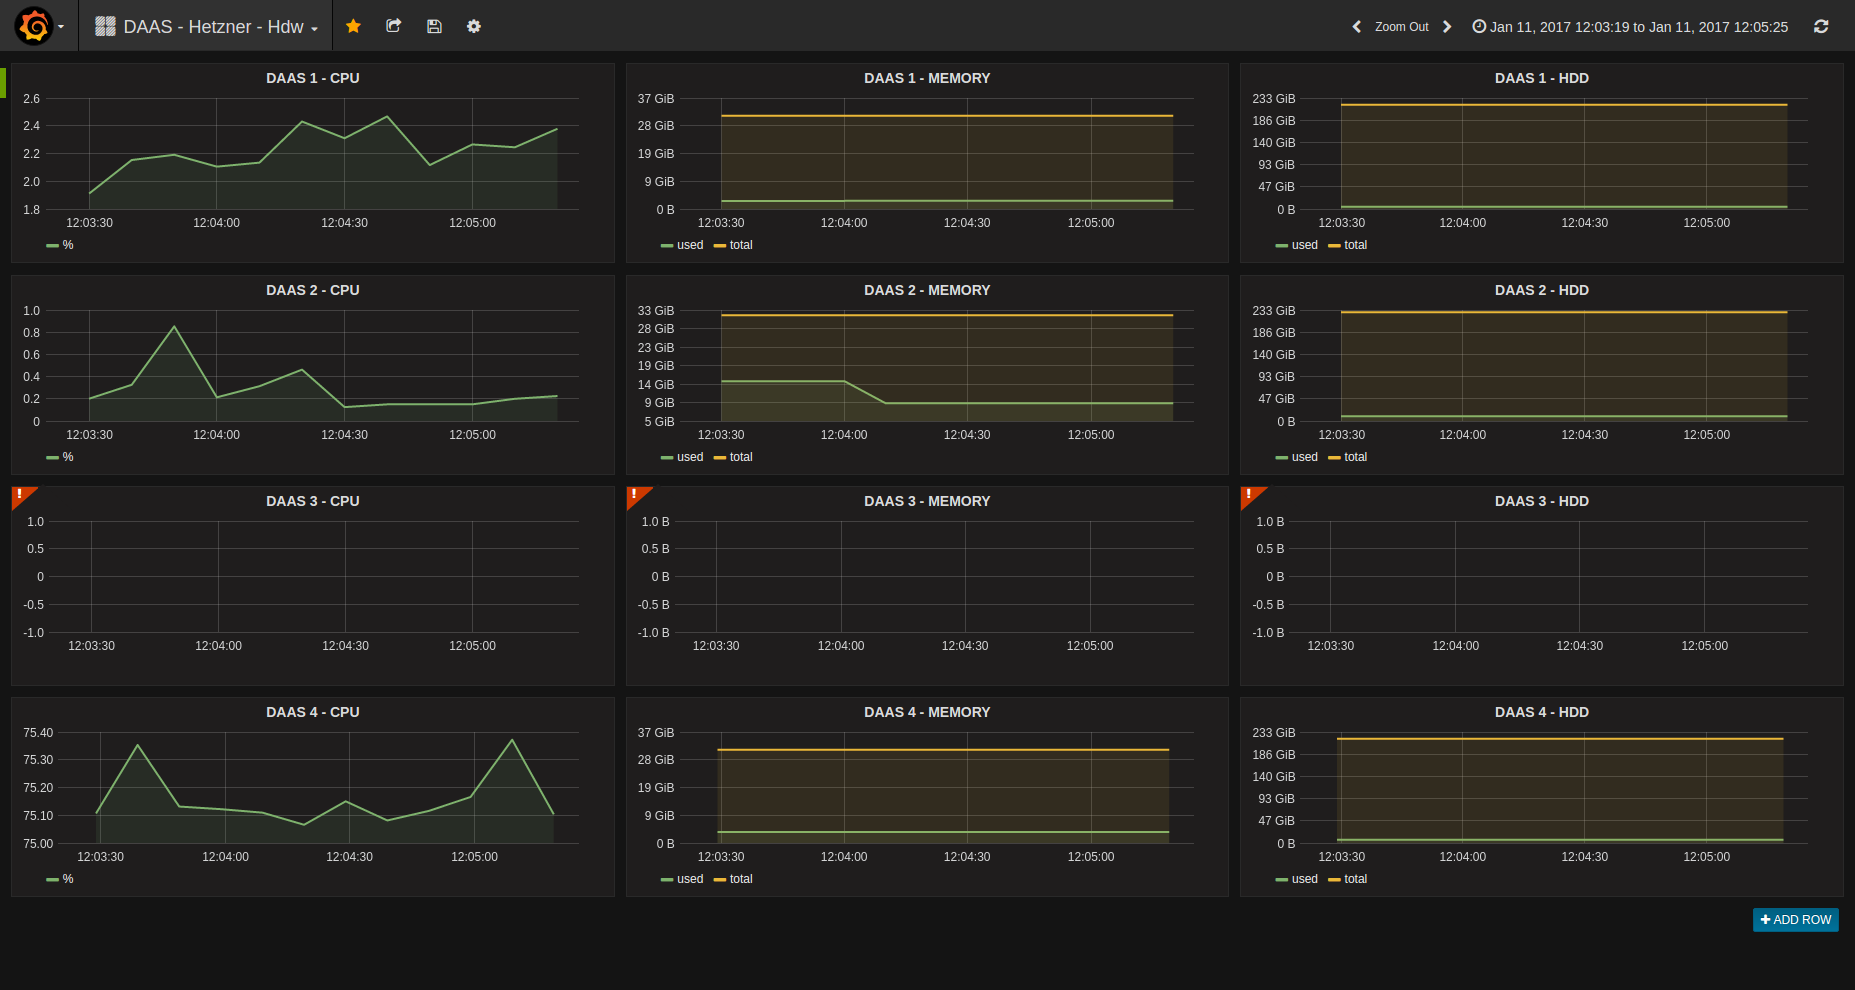 DAAS - Hetzner - Hdw
Zoom Out
Jan 11, 2017 12:03:19 to Jan 11, 2017 12:05:25
DAAS 1 - CPU
2.6
2.4
2.2
2.0
1.8
12:03:30 12:04:00 12:04:30 12:05:00
%
DAAS 1 - MEMORY
37 GiB
28 GiB
19 GiB
9 GiB
0 B
12:03:30 12:04:00 12:04:30 12:05:00
used total
DAAS 1 - HDD
233 GiB
186 GiB
140 GiB
93 GiB
47 GiB
0 B
12:03:30 12:04:00 12:04:30 12:05:00
used total
DAAS 2 - CPU
1.0
0.8
0.6
0.4
0.2
0
12:03:30 12:04:00 12:04:30 12:05:00
%
DAAS 2 - MEMORY
33 GiB
28 GiB
23 GiB
19 GiB
14 GiB
9 GiB
5 GiB
12:03:30 12:04:00 12:04:30 12:05:00
used total
DAAS 2 - HDD
233 GiB
186 GiB
140 GiB
93 GiB
47 GiB
0 B
12:03:30 12:04:00 12:04:30 12:05:00
used total
!
DAAS 3 - CPU
1.0
0.5
0
-0.5
-1.0
12:03:30 12:04:00 12:04:30 12:05:00
!
DAAS 3 - MEMORY
1.0 B
0.5 B
0 B
-0.5 B
-1.0 B
12:03:30 12:04:00 12:04:30 12:05:00
!
DAAS 3 - HDD
1.0 B
0.5 B
0 B
-0.5 B
-1.0 B
12:03:30 12:04:00 12:04:30 12:05:00
DAAS 4 - CPU
75.40
75.30
75.20
75.10
75.00
12:03:30 12:04:00 12:04:30 12:05:00
%
DAAS 4 - MEMORY
37 GiB
28 GiB
19 GiB
9 GiB
0 B
12:03:30 12:04:00 12:04:30 12:05:00
used total
DAAS 4 - HDD
233 GiB
186 GiB
140 GiB
93 GiB
47 GiB
0 B
12:03:30 12:04:00 12:04:30 12:05:00
used total
+ ADD ROW